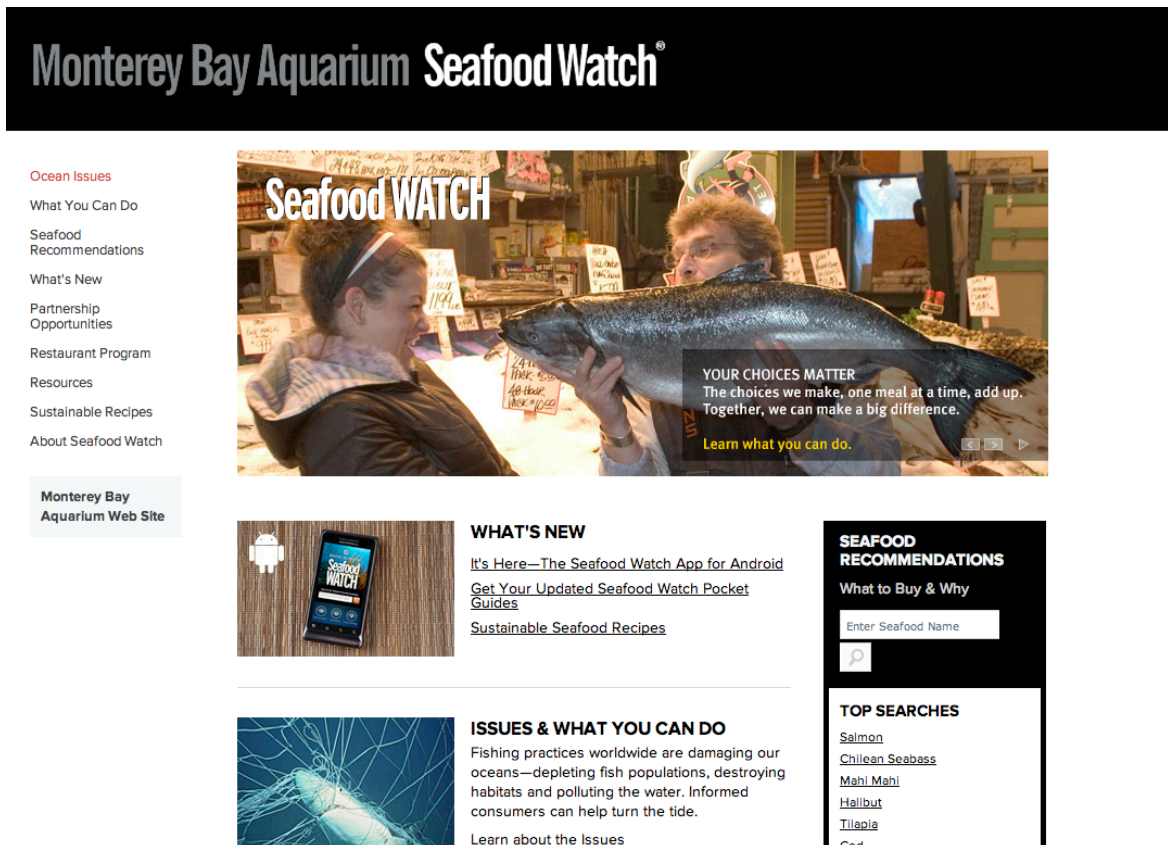 Monterey Bay Aquarium Seafood Watch®
Ocean Issues
What You Can Do
Seafood
Recommendations
What's New
Partnership
Opportunities
Restaurant Program
Resources
Sustainable Recipes
About Seafood Watch
Monterey Bay
Aquarium Web Site
Seafood WATCH
YOUR CHOICES MATTER
The choices we make, one meal at a time, add up.
Together, we can make a big difference.
Learn what you can do.
Seafood
WATCH
WHAT'S NEW
It's Here—The Seafood Watch App for Android
Get Your Updated Seafood Watch Pocket
Guides
Sustainable Seafood Recipes
ISSUES & WHAT YOU CAN DO
Fishing practices worldwide are damaging our
oceans—depleting fish populations, destroying
habitats and polluting the water. Informed
consumers can help turn the tide.
Learn about the Issues
SEAFOOD
RECOMMENDATIONS
What to Buy & Why
Enter Seafood Name
TOP SEARCHES
Salmon
Chilean Seabass
Mahi Mahi
Halibut
Tilapia